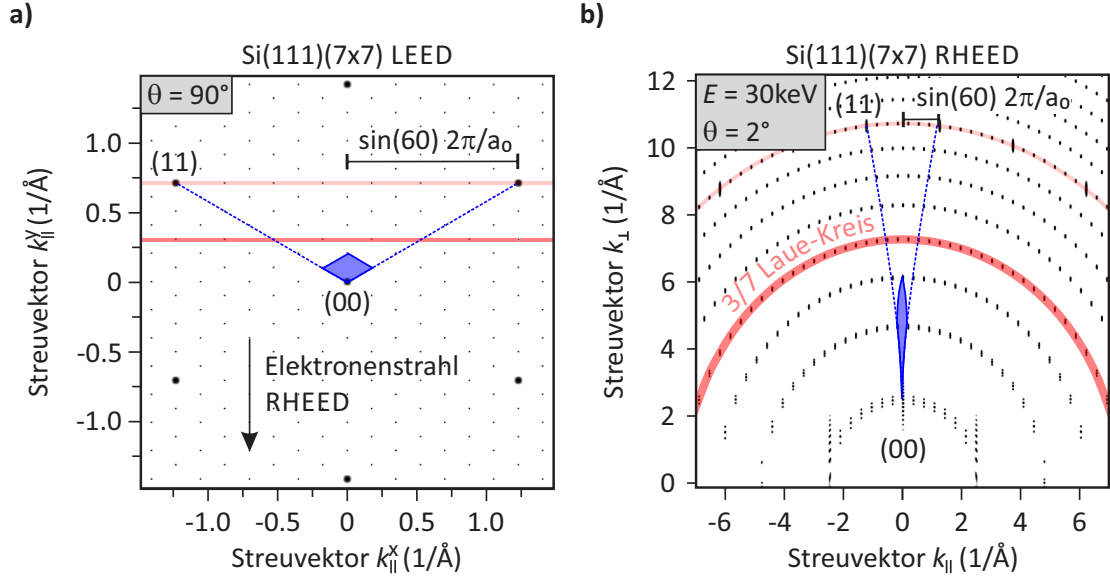 a)
Si(111)(7x7) LEED
θ = 90°
sin(60) 2π/a₀
(11)
(00)
Elektronenstrahl
RHEED
1.0
0.5
0
-0.5
-1.0
-1.0
-0.5
0
0.5
1.0
Streuvektor k∥ʸ (1/Å)
Streuvektor k∥ˣ (1/Å)
b)
Si(111)(7x7) RHEED
E = 30keV
θ = 2°
(11)
sin(60) 2π/a₀
3/7 Laue-Kreis
(00)
12
10
8
6
4
2
0
-6
-4
-2
0
2
4
6
Streuvektor k⊥ (1/Å)
Streuvektor k∥ (1/Å)